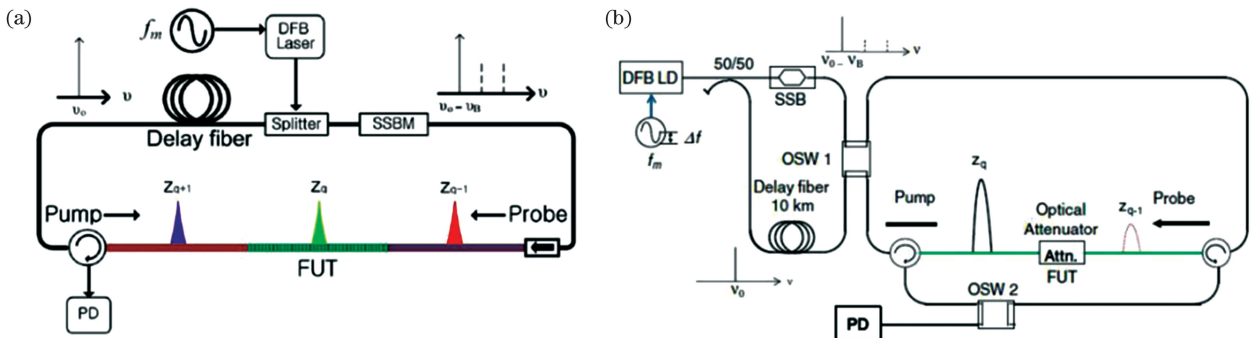 (a)
fm
DFB
Laser
υ
υo
υo – υB
υ
Delay fiber
Splitter
SSBM
Zq+1
Zq
Zq-1
Pump
Probe
FUT
PD
(b)
50/50
DFB LD
SSB
ν0 – νB
ν
Δf
fm
OSW 1
Delay fiber
10 km
ν
ν0
Pump
zq
Optical
Attenuator
zq-1
Probe
Attn.
FUT
OSW 2
PD